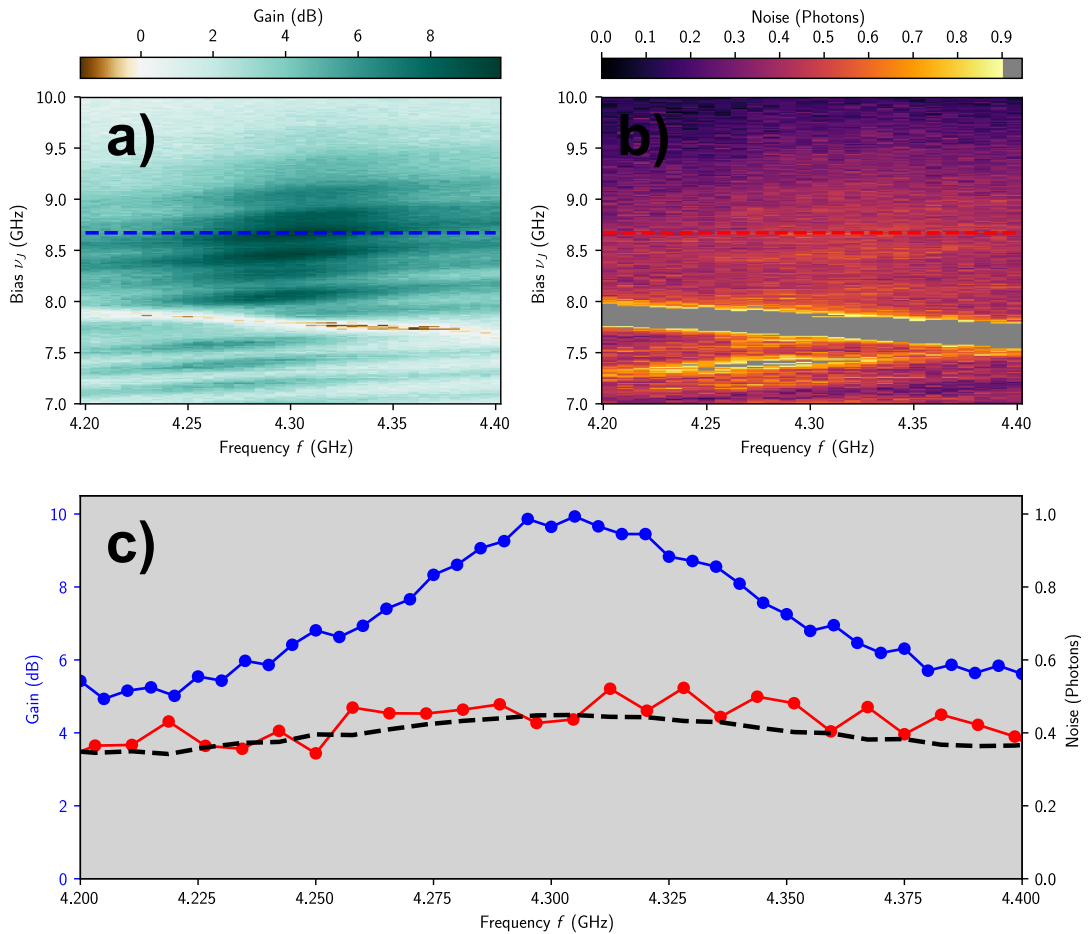 Gain (dB)
0 2 4 6 8
Noise (Photons)
0.0 0.1 0.2 0.3 0.4 0.5 0.6 0.7 0.8 0.9
a)
10.0
9.5
9.0
8.5
8.0
7.5
7.0
Bias ν_J (GHz)
4.20 4.25 4.30 4.35 4.40
Frequency f (GHz)
b)
10.0
9.5
9.0
8.5
8.0
7.5
7.0
Bias ν_J (GHz)
4.20 4.25 4.30 4.35 4.40
Frequency f (GHz)
c)
10
8
6
4
2
0
Gain (dB)
1.0
0.8
0.6
0.4
0.2
0.0
Noise (Photons)
4.200 4.225 4.250 4.275 4.300 4.325 4.350 4.375 4.400
Frequency f (GHz)